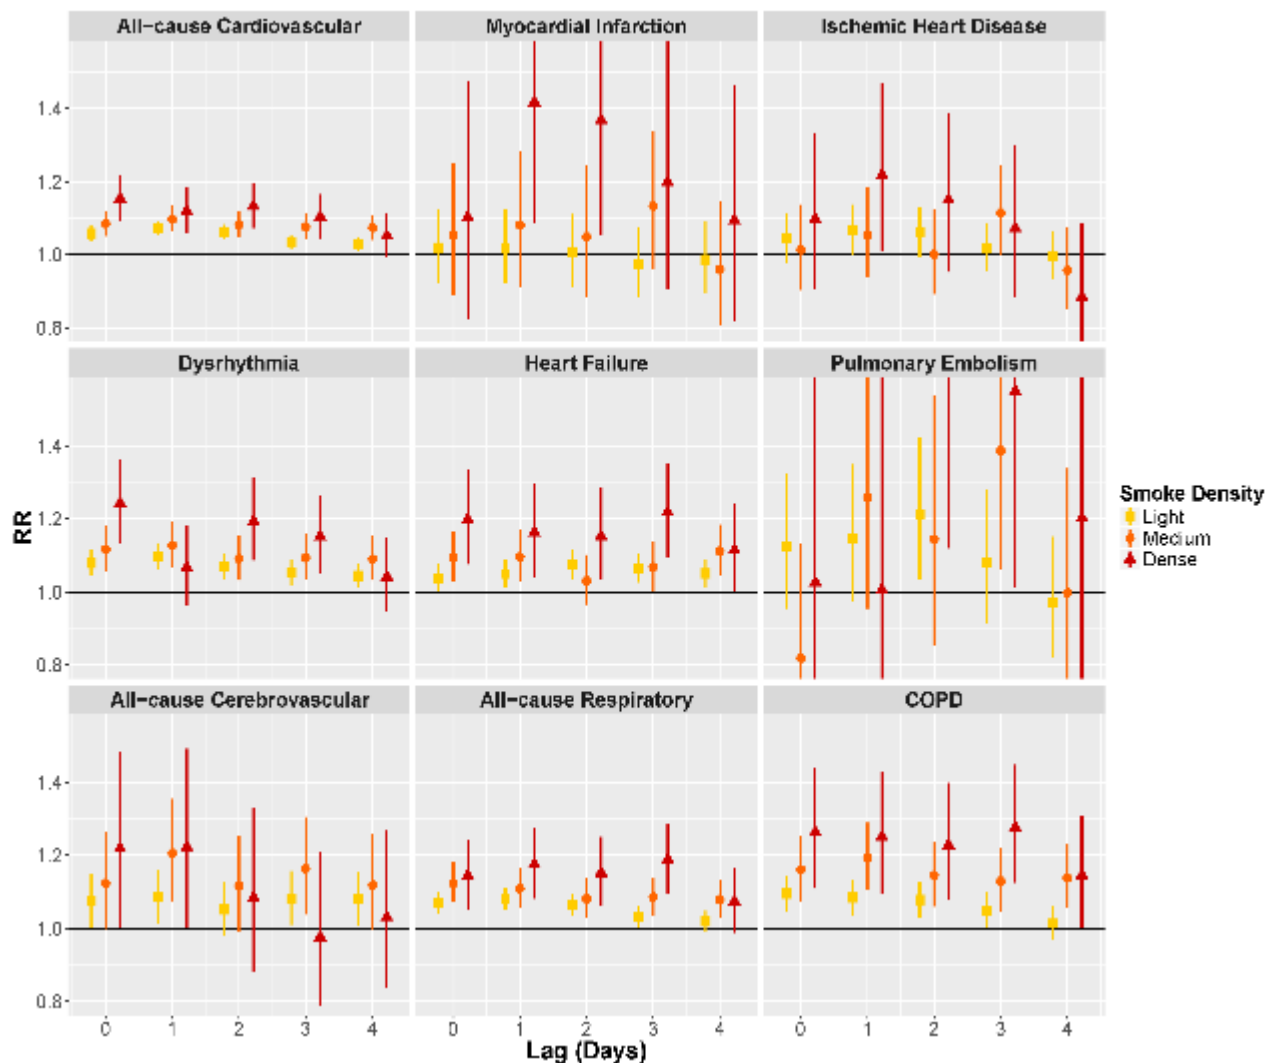 All-cause Cardiovascular
Myocardial Infarction
Ischemic Heart Disease
1.4
1.2
1.0
0.8
Dysrhythmia
Heart Failure
Pulmonary Embolism
1.4
1.2
1.0
0.8
RR
Smoke Density
Light
Medium
Dense
All-cause Cerebrovascular
All-cause Respiratory
COPD
1.4
1.2
1.0
0.8
0 1 2 3 4
0 1 2 3 4
0 1 2 3 4
Lag (Days)